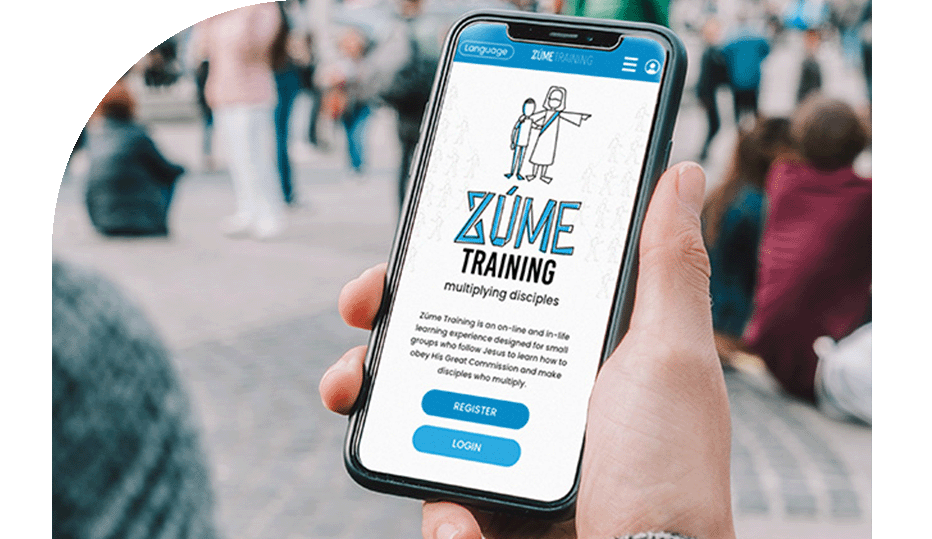 Language
ZÚME TRAINING
ZÚME
TRAINING
multiplying disciples
Zúme Training is an on-line and in-life
learning experience designed for small
groups who follow Jesus to learn how to
obey His Great Commission and make
disciples who multiply.
REGISTER
LOGIN